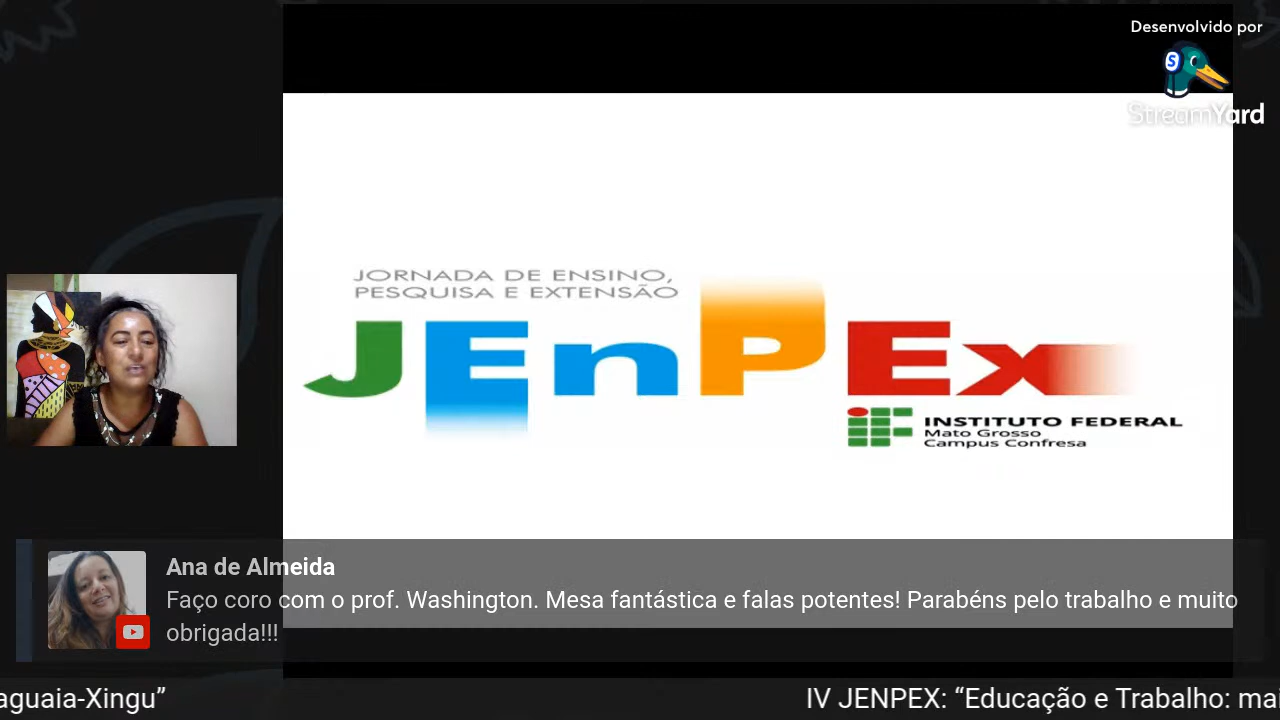 Desenvolvido por
StreamYard
JORNADA DE ENSINO,
PESQUISA E EXTENSÃO
JEnPEx
INSTITUTO FEDERAL
Mato Grosso
Campus Confresa
Ana de Almeida
Faço coro com o prof. Washington. Mesa fantástica e falas potentes! Parabéns pelo trabalho e muito
obrigada!!!
aguaia-Xingu” IV JENPEX: “Educação e Trabalho: mai